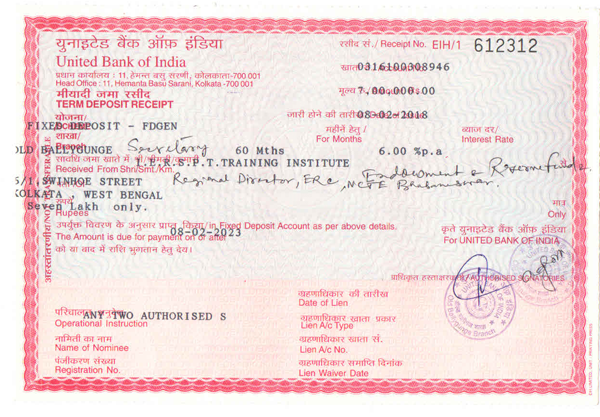 युनाइटेड बैंक ऑफ़ इंडिया
United Bank of India
प्रधान कार्यालय : 11, हेमन्त बसु सरणी, कोलकाता-700 001
Head Office : 11, Hemanta Basu Sarani, Kolkata -700 001
रसीद सं./ Receipt No. EIH/1 612312
0316100308946
मीयादी जमा रसीद
TERM DEPOSIT RECEIPT
7,00,000.00
जारी होने की 08-02-2018
योजना/
FIXED DEPOSIT - FDGEN
शाखा/
महीने हेतु / For Months
ब्याज दर/ Interest Rate
OLD BALLYGUNGE Secretary 60 Mths 6.00 %p.a
Received From Shri/Smt./Km.
TRAINING INSTITUTE
Regional Director, ERC, NCTE Bhubaneswar. Endowment & Reserve funds
5/1, SWINHOE STREET
KOLKATA , WEST BENGAL
Seven Lakh only.
Rupees
मात्र
Only
उपर्युक्त विवरण के अनुसार प्राप्त किया/in Fixed Deposit Account as per above details.
08-02-2023
The Amount is due for payment on or after
को या बाद में राशि भुगतान हेतु देय।
कृते युनाइटेड बैंक ऑफ़ इंडिया
For UNITED BANK OF INDIA
प्राधिकृत हस्ताक्षरकर्ता/AUTHORISED SIGNATORIES
अहस्तांतरणीय/NOT TRANSFERABLE
ANY TWO AUTHORISED S
Operational Instruction
नामिती का नाम
Name of Nominee
पंजीकरण संख्या
Registration No.
ग्रहणाधिकार की तारीख
Date of Lien
ग्रहणाधिकार खाता प्रकार
Lien A/C Type
ग्रहणाधिकार खाता सं.
Lien A/c No.
ग्रहणाधिकार समाप्ति दिनांक
Lien Waiver Date